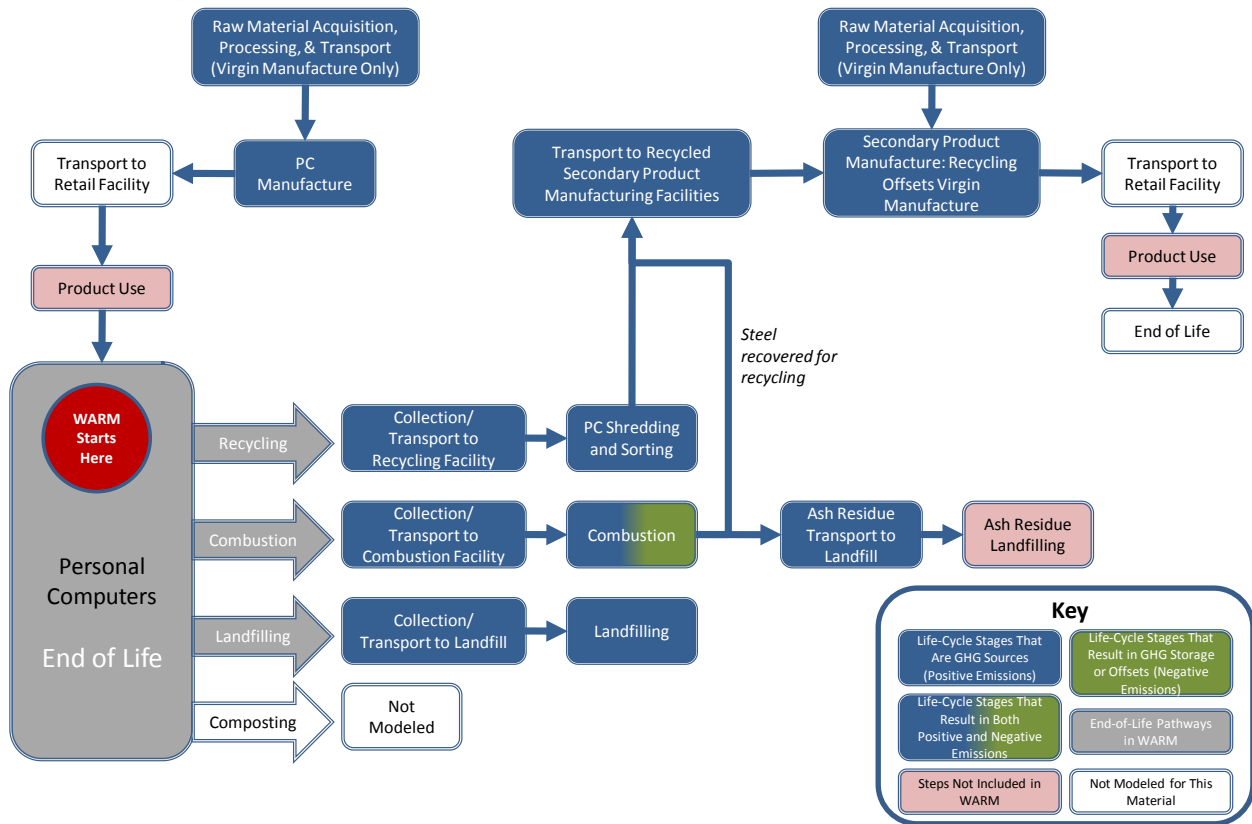 Raw Material Acquisition,
Processing, & Transport
(Virgin Manufacture Only)
Raw Material Acquisition,
Processing, & Transport
(Virgin Manufacture Only)
Transport to
Retail Facility
PC
Manufacture
Transport to Recycled
Secondary Product
Manufacturing Facilities
Secondary Product
Manufacture: Recycling
Offsets Virgin
Manufacture
Transport to
Retail Facility
Product Use
Product Use
End of Life
Steel
recovered for
recycling
WARM
Starts
Here
Personal
Computers
End of Life
Recycling
Collection/
Transport to
Recycling Facility
PC Shredding
and Sorting
Combustion
Collection/
Transport to
Combustion Facility
Combustion
Ash Residue
Transport to
Landfill
Ash Residue
Landfilling
Landfilling
Collection/
Transport to Landfill
Landfilling
Composting
Not
Modeled
Key
Life-Cycle Stages That
Are GHG Sources
(Positive Emissions)
Life-Cycle Stages That
Result in GHG Storage
or Offsets (Negative
Emissions)
Life-Cycle Stages That
Result in Both
Positive and Negative
Emissions
End-of-Life Pathways
in WARM
Steps Not Included in
WARM
Not Modeled for This
Material